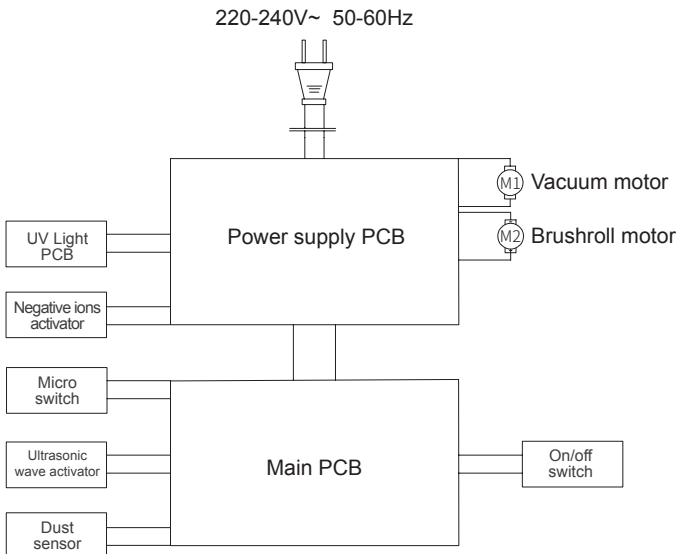 220-240V~ 50-60Hz
M1 Vacuum motor
Power supply PCB
M2 Brushroll motor
UV Light
PCB
Negative ions
activator
Micro
switch
Ultrasonic
wave activator
Main PCB
On/off
switch
Dust
sensor